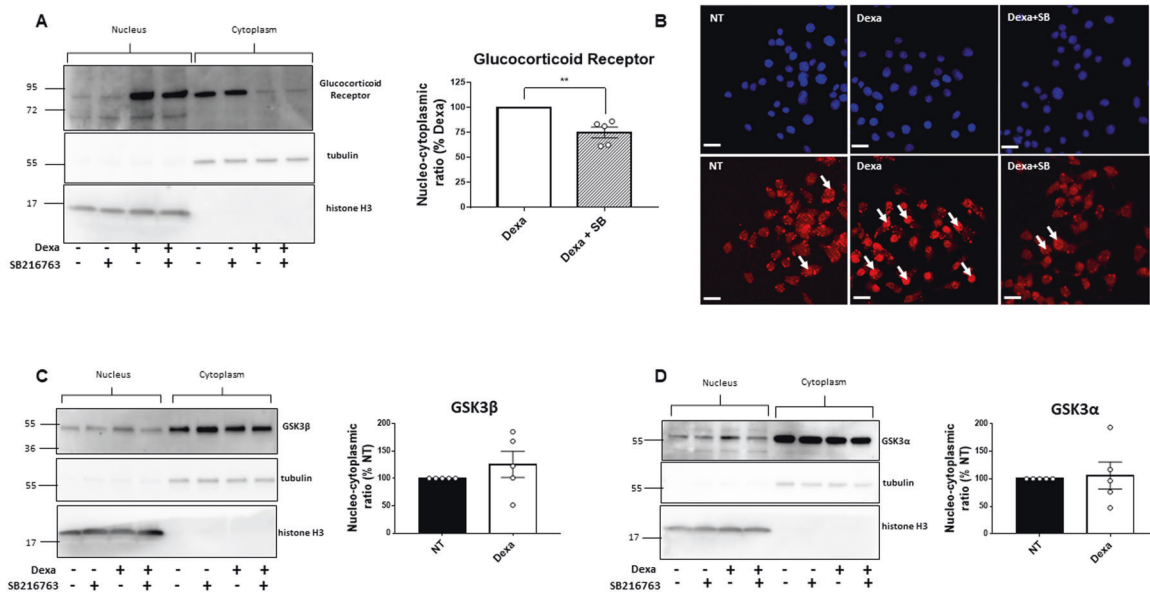 A
Nucleus Cytoplasm
95
72
Glucocorticoid
Receptor
55
tubulin
17
histone H3
Dexa - - + + - - + +
SB216763 - + - + - + - +
Glucocorticoid Receptor
Nucleo-cytoplasmic
ratio (% Dexa)
125
100
75
50
25
0
**
Dexa
Dexa + SB
B
NT Dexa Dexa+SB
NT Dexa Dexa+SB
C
Nucleus Cytoplasm
55
36
GSK3β
55
tubulin
17
histone H3
Dexa - - + + - - + +
SB216763 - + - + - + - +
GSK3β
Nucleo-cytoplasmic
ratio (% NT)
200
150
100
50
0
NT
Dexa
D
Nucleus Cytoplasm
55
GSK3α
55
tubulin
17
histone H3
Dexa - - + + - - + +
SB216763 - + - + - + - +
GSK3α
Nucleo-cytoplasmic
ratio (% NT)
200
150
100
50
0
NT
Dexa